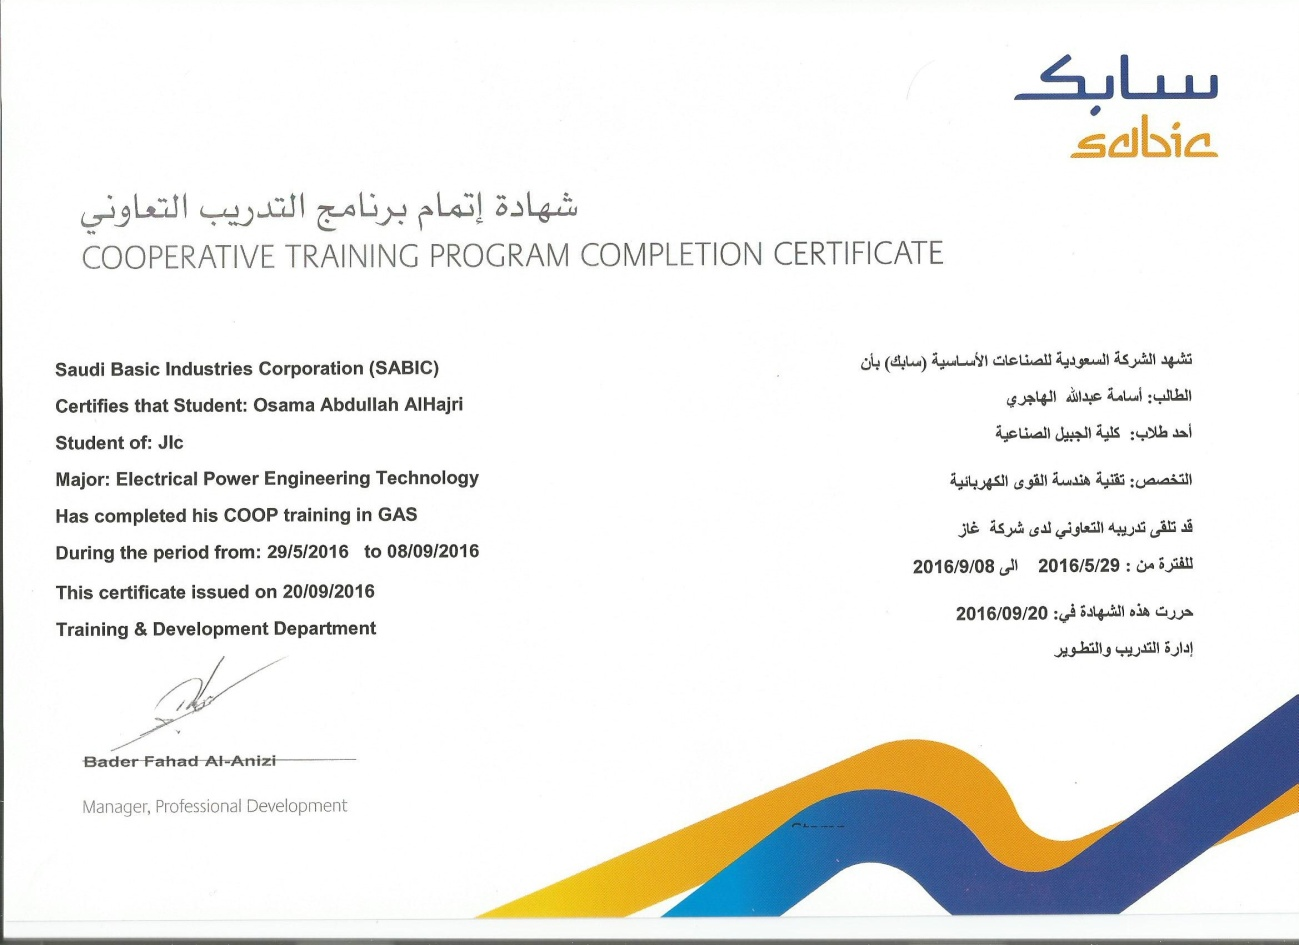 سابک
sabic
شهادة إتمام برنامج التدريب التعاوني
COOPERATIVE TRAINING PROGRAM COMPLETION CERTIFICATE
Saudi Basic Industries Corporation (SABIC)
Certifies that Student: Osama Abdullah AlHajri
Student of: JIc
Major: Electrical Power Engineering Technology
Has completed his COOP training in GAS
During the period from: 29/5/2016 to 08/09/2016
This certificate issued on 20/09/2016
Training & Development Department
تشهد الشركة السعودية للصناعات الأساسية (سابك) بأن
الطالب: أسامة عبدالله الهاجري
أحد طلاب: كلية الجبيل الصناعية
التخصص: تقنية هندسة القوى الكهربائية
قد تلقى تدريبه التعاوني لدى شركة غاز
للفترة من : 2016/5/29 الى 2016/9/08
حررت هذه الشهادة في: 2016/09/20
إدارة التدريب والتطوير
Bader Fahad Al-Anizi
Manager, Professional Development